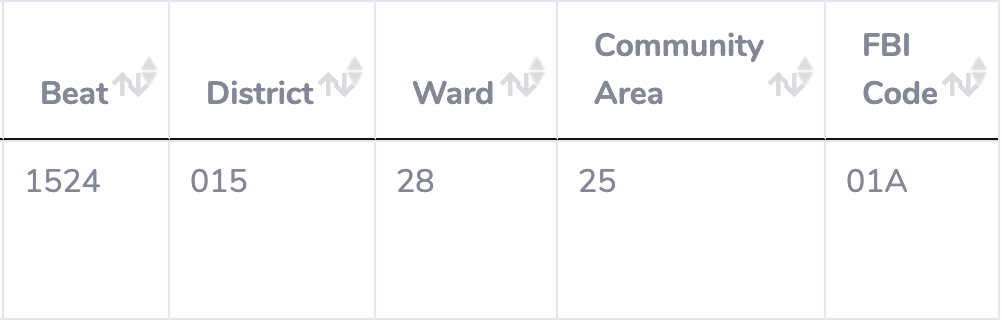 Beat District Ward Community Area FBI Code
1524 015 28 25 01A